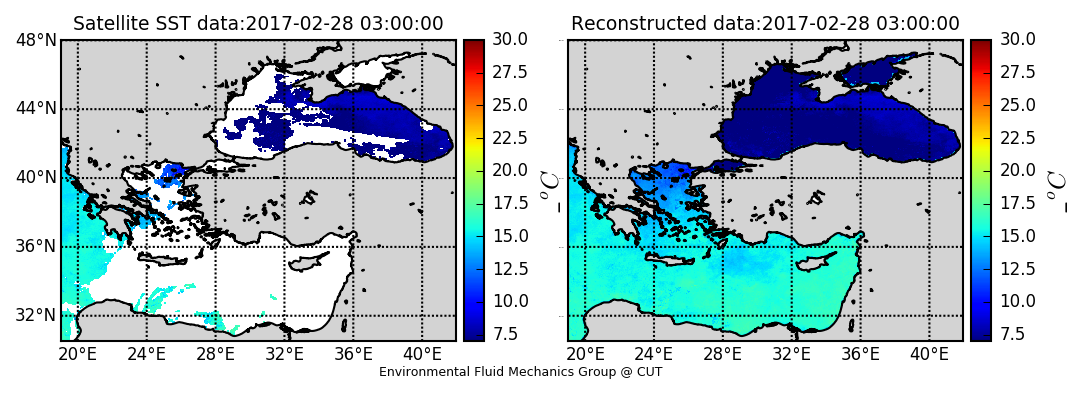 Satellite SST data:2017-02-28 03:00:00
48°N
44°N
40°N
36°N
32°N
20°E 24°E 28°E 32°E 36°E 40°E
30.0
27.5
25.0
22.5
20.0
17.5
15.0
12.5
10.0
7.5
_ °C
Reconstructed data:2017-02-28 03:00:00
20°E 24°E 28°E 32°E 36°E 40°E
30.0
27.5
25.0
22.5
20.0
17.5
15.0
12.5
10.0
7.5
_ °C
Environmental Fluid Mechanics Group @ CUT